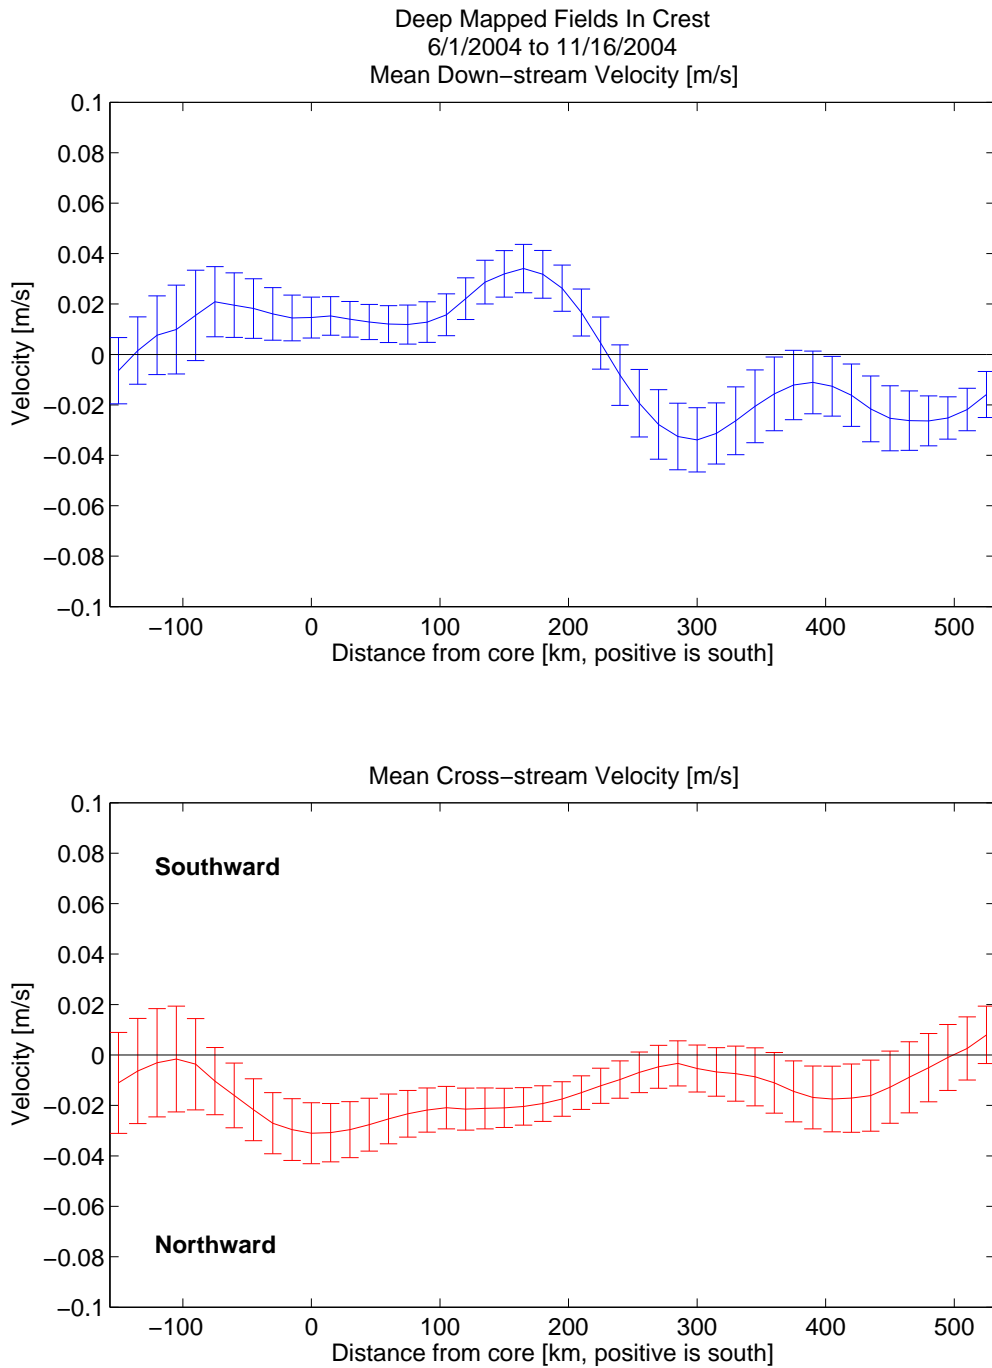 Deep Mapped Fields In Crest
6/1/2004 to 11/16/2004
Mean Down−stream Velocity [m/s]
0.1
0.08
0.06
0.04
0.02
0
−0.02
−0.04
−0.06
−0.08
−0.1
Velocity [m/s]
−100 0 100 200 300 400 500
Distance from core [km, positive is south]
Mean Cross−stream Velocity [m/s]
0.1
0.08
0.06
0.04
0.02
0
−0.02
−0.04
−0.06
−0.08
−0.1
Velocity [m/s]
Southward
Northward
−100 0 100 200 300 400 500
Distance from core [km, positive is south]